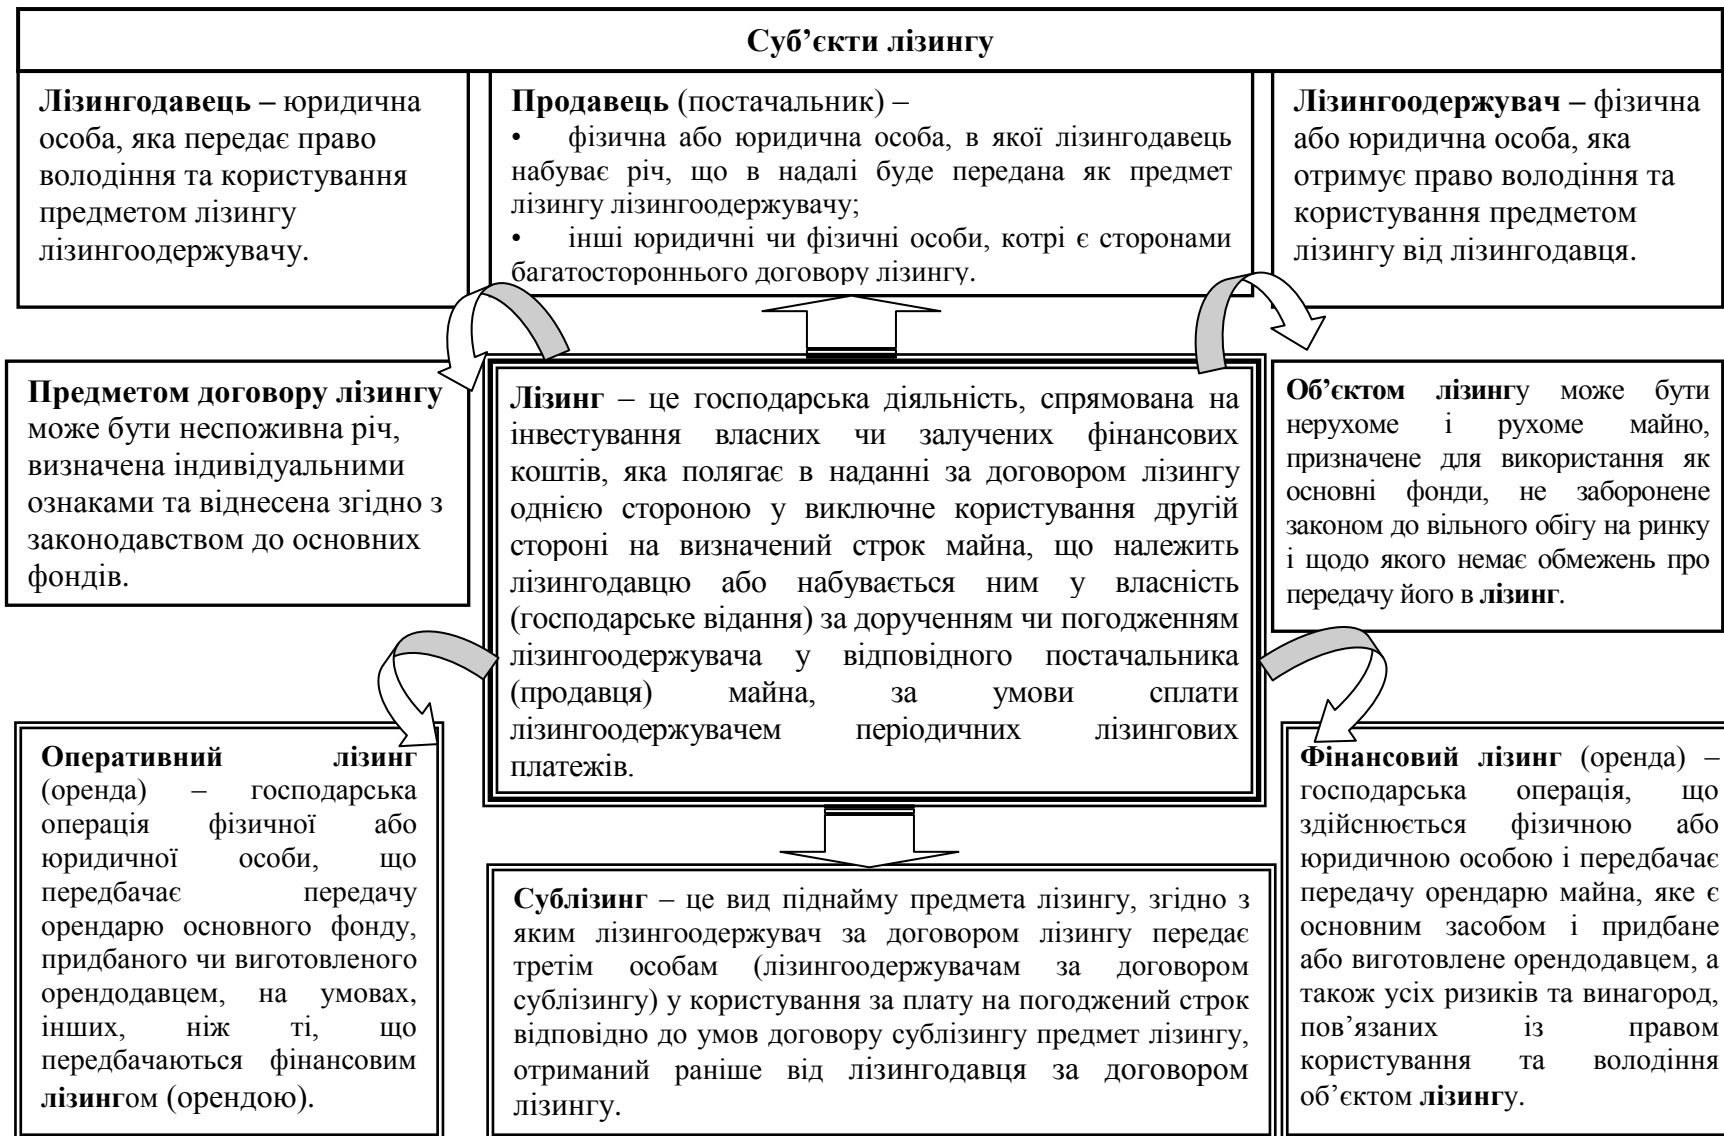 Суб’єкти лізингу
Лізингодавець – юридична
особа, яка передає право
володіння та користування
предметом лізингу
лізингоодержувачу.
Продавець (постачальник) –
• фізична або юридична особа, в якої лізингодавець
набуває річ, що в надалі буде передана як предмет
лізингу лізингоодержувачу;
• інші юридичні чи фізичні особи, котрі є сторонами
багатостороннього договору лізингу.
Лізингоодержувач – фізична
або юридична особа, яка
отримує право володіння та
користування предметом
лізингу від лізингодавця.
Предметом договору лізингу
може бути неспоживна річ,
визначена індивідуальними
ознаками та віднесена згідно з
законодавством до основних
фондів.
Лізинг – це господарська діяльність, спрямована на
інвестування власних чи залучених фінансових
коштів, яка полягає в наданні за договором лізингу
однією стороною у виключне користування другій
стороні на визначений строк майна, що належить
лізингодавцю або набувається ним у власність
(господарське відання) за дорученням чи погодженням
лізингоодержувача у відповідного постачальника
(продавця) майна, за умови сплати
лізингоодержувачем періодичних лізингових
платежів.
Об’єктом лізингу може бути
нерухоме і рухоме майно,
призначене для використання як
основні фонди, не заборонене
законом до вільного обігу на ринку
і щодо якого немає обмежень про
передачу його в лізинг.
Оперативний лізинг
(оренда) – господарська
операція фізичної або
юридичної особи, що
передбачає передачу
орендарю основного фонду,
придбаного чи виготовленого
орендодавцем, на умовах,
інших, ніж ті, що
передбачаються фінансовим
лізингом (орендою).
Сублізинг – це вид піднайму предмета лізингу, згідно з
яким лізингоодержувач за договором лізингу передає
третім особам (лізингоодержувачам за договором
сублізингу) у користування за плату на погоджений строк
відповідно до умов договору сублізингу предмет лізингу,
отриманий раніше від лізингодавця за договором
лізингу.
Фінансовий лізинг (оренда) –
господарська операція, що
здійснюється фізичною або
юридичною особою і передбачає
передачу орендарю майна, яке є
основним засобом і придбане
або виготовлене орендодавцем, а
також усіх ризиків та винагород,
пов’язаних із правом
користування та володіння
об’єктом лізингу.